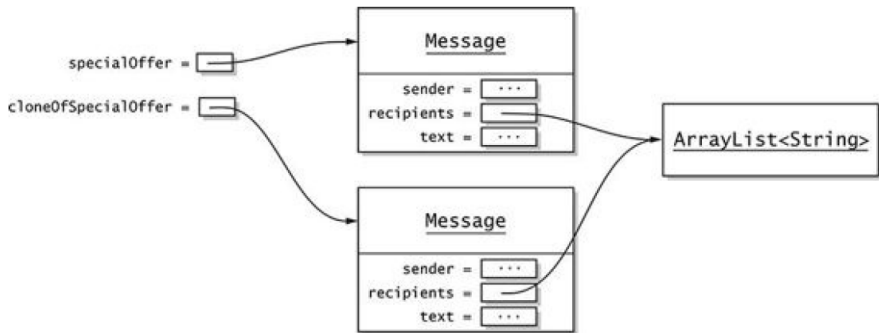 Message
specialOffer =
sender = ...
cloneOfSpecialOffer =
recipients =
text = ...
ArrayList<String>
Message
sender = ...
recipients =
text = ...